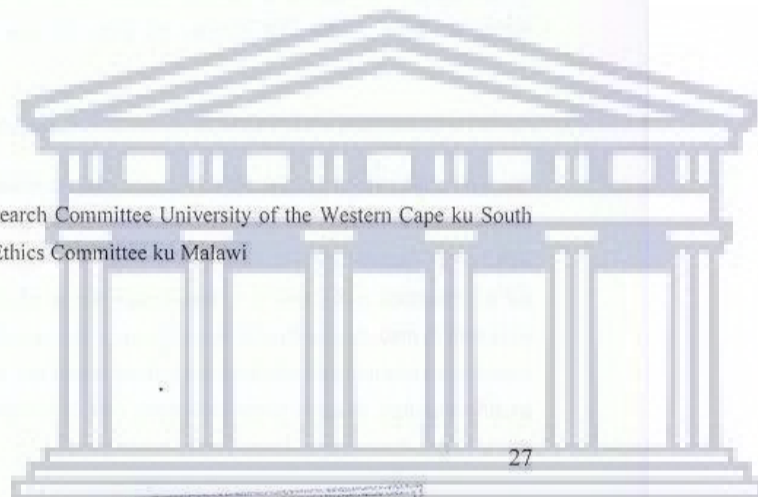 earch Committee University of the Western Cape ku South
Ethics Committee ku Malawi
27